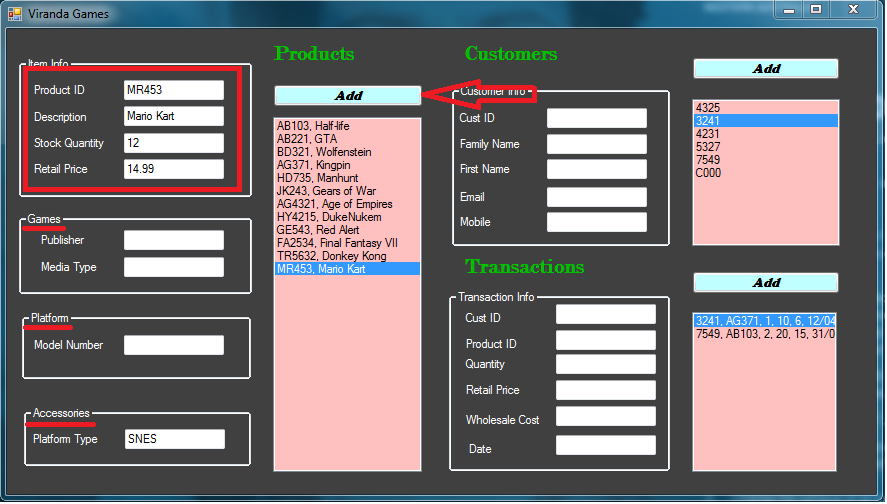 Viranda Games
Item Info
Product ID MR453
Description Mario Kart
Stock Quantity 12
Retail Price 14.99
Games
Publisher
Media Type
Platform
Model Number
Accessories
Platform Type SNES
Products
Add
AB103, Half-life
AB221, GTA
BD321, Wolfenstein
AG371, Kingpin
HD735, Manhunt
JK243, Gears of War
AG4321, Age of Empires
HY4215, DukeNukem
GE543, Red Alert
FA2534, Final Fantasy VII
TR5632, Donkey Kong
MR453, Mario Kart
Customers
Customer Info
Cust ID
Family Name
First Name
Email
Mobile
Add
4325
3241
4231
5327
7549
C000
Transactions
Transaction Info
Cust ID
Product ID
Quantity
Retail Price
Wholesale Cost
Date
Add
3241, AG371, 1, 10, 6, 12/04
7549, AB103, 2, 20, 15, 31/0